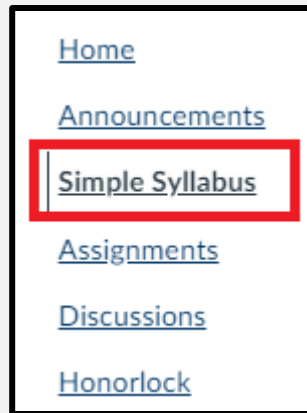 Home
Announcements
Simple Syllabus
Assignments
Discussions
Honorlock